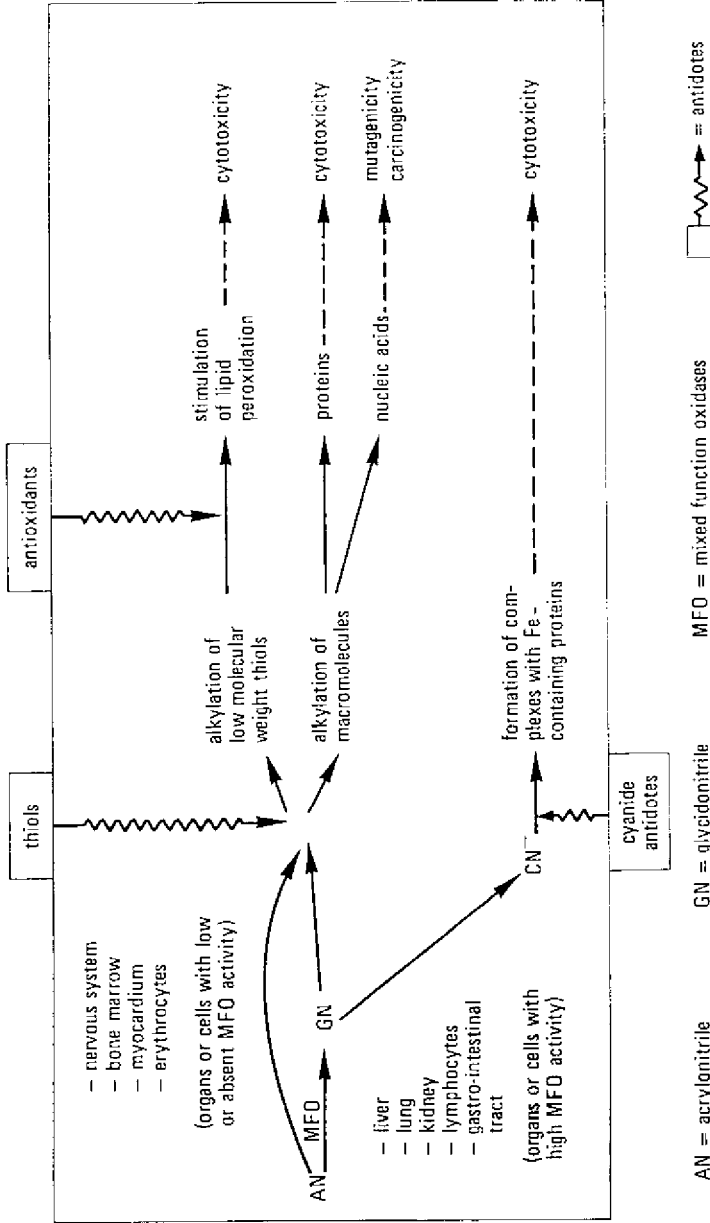 thiols
antioxidants
– nervous system
– bone marrow
– myocardium
– erythrocytes
(organs or cells with low
or absent MFO activity)
AN
MFO
GN
– liver
– lung
– kidney
– lymphocytes
– gastro-intestinal
tract
(organs or cells with
high MFO activity)
alkylation of
low molecular
weight thiols
stimulation
of lipid
peroxidation
cytotoxicity
alkylation of
macromolecules
proteins
cytotoxicity
nucleic acids
mutagenicity
carcinogenicity
CN⁻
formation of com-
plexes with Fe-
containing proteins
cytotoxicity
cyanide
antidotes
AN = acrylonitrile
GN = glycidonitrile
MFO = mixed function oxidases
= antidotes